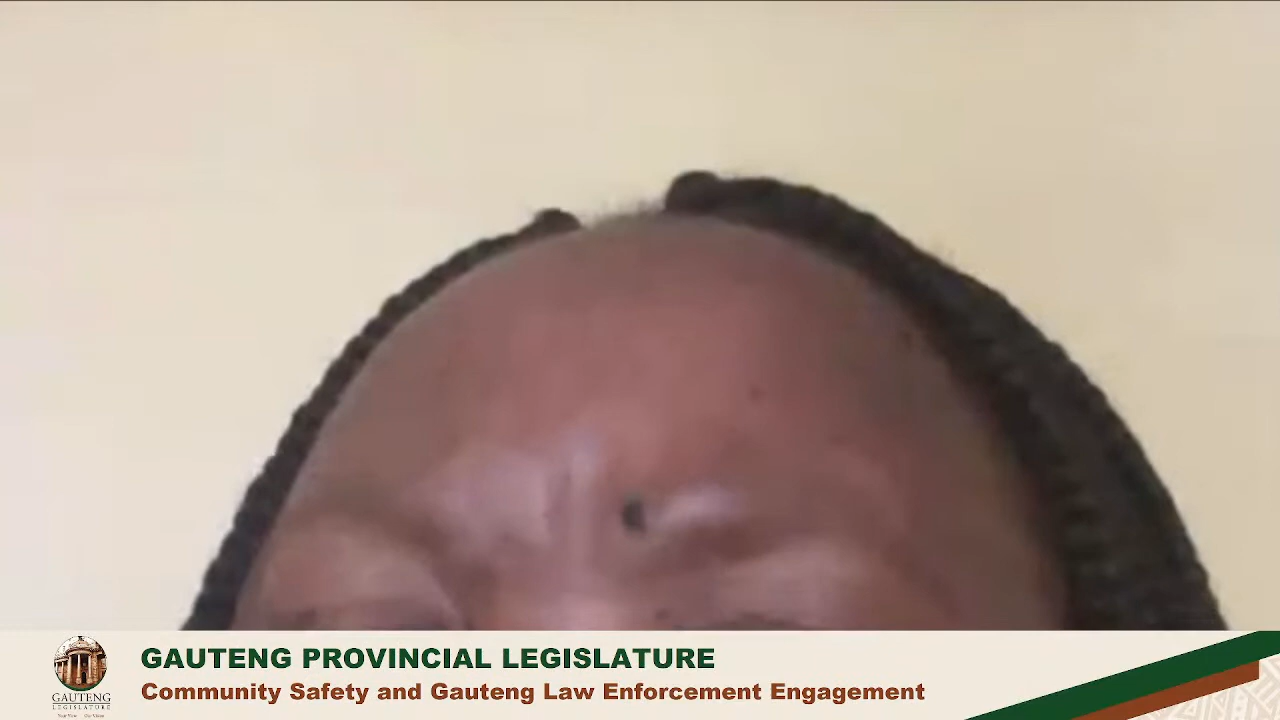 GAUTENG PROVINCIAL LEGISLATURE
Community Safety and Gauteng Law Enforcement Engagement
GAUTENG
LEGISLATURE